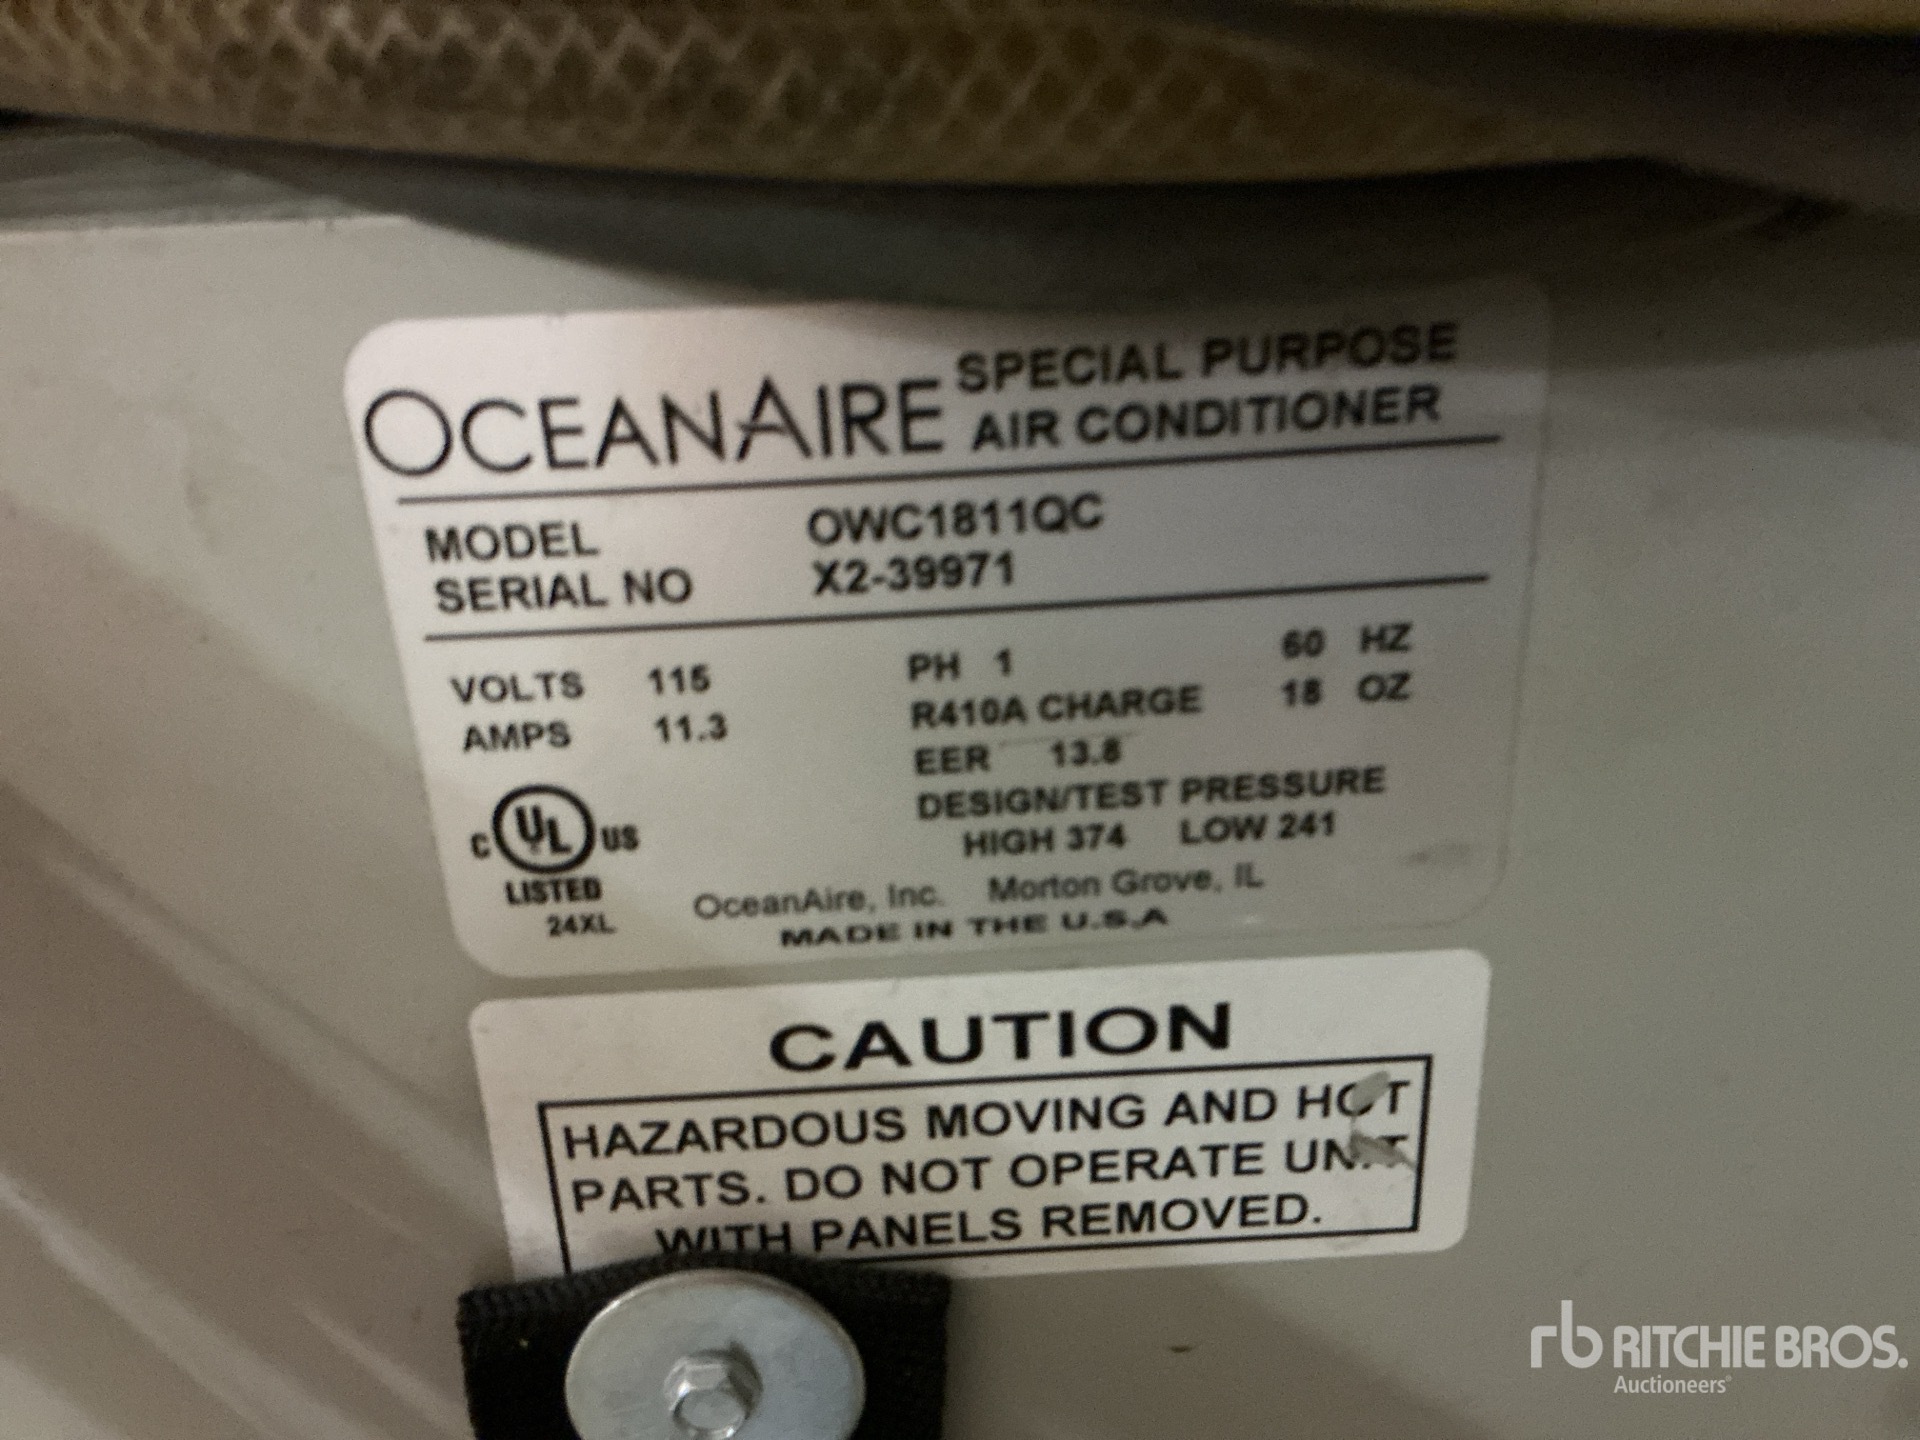 OCEANAIRE SPECIAL PURPOSE AIR CONDITIONER
MODEL OWC1811QC
SERIAL NO X2-39971
VOLTS 115 PH 1 60 HZ
AMPS 11.3 R410A CHARGE 18 OZ
EER 13.8
DESIGN/TEST PRESSURE
HIGH 374 LOW 241
C UL US
LISTED
24XL
OceanAire, Inc. Morton Grove, IL
MADE IN THE U.S.A
CAUTION
HAZARDOUS MOVING AND HOT
PARTS. DO NOT OPERATE UNIT
WITH PANELS REMOVED.
rb RITCHIE BROS.
Auctioneers